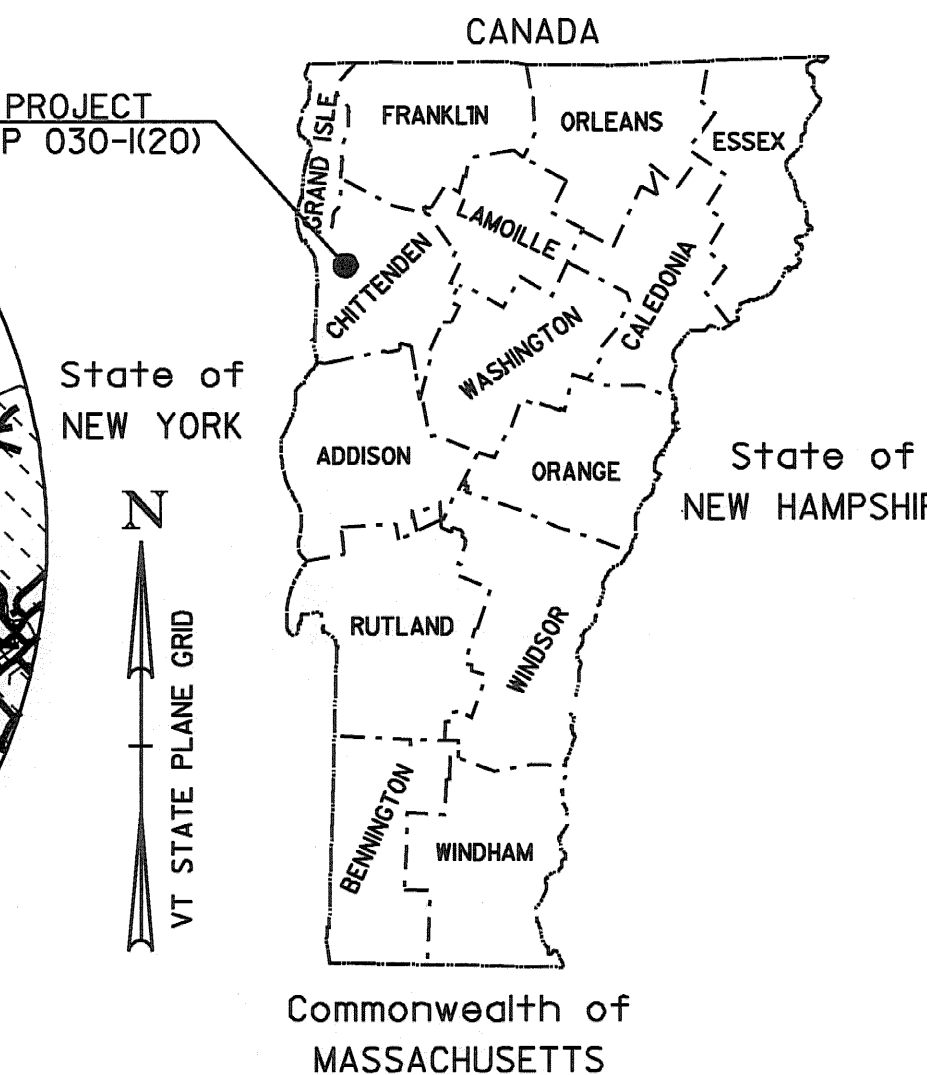 CANADA
PROJECT
P 030-1(20)
GRAND ISLE
FRANKLIN
ORLEANS
ESSEX
LAMOILLE
CHITTENDEN
CALEDONIA
WASHINGTON
State of
NEW YORK
ADDISON
ORANGE
State of
NEW HAMPSHIR
N
VT STATE PLANE GRID
RUTLAND
WINDSOR
BENNINGTON
WINDHAM
Commonwealth of
MASSACHUSETTS